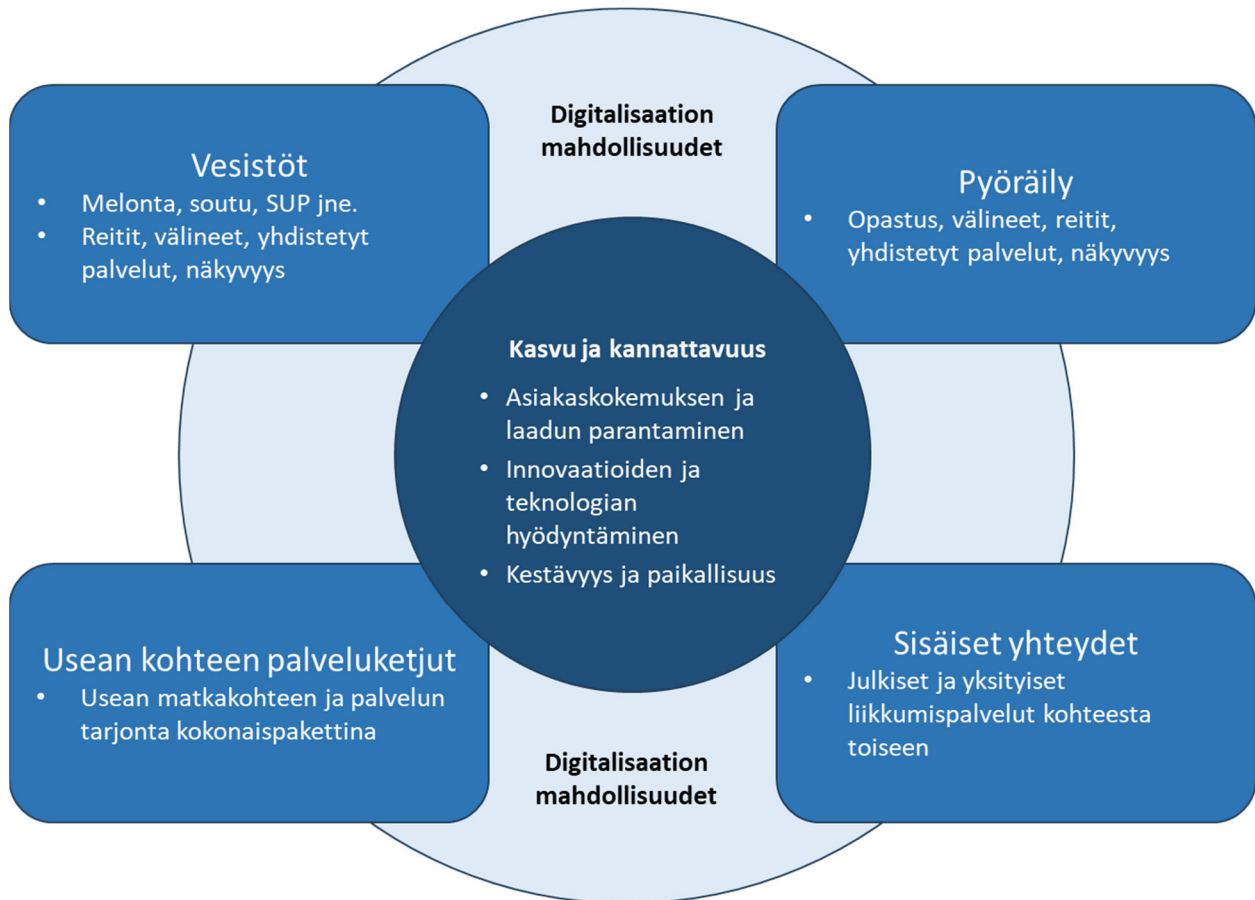 Digitalisaation
mahdollisuudet
Vesistöt
• Melonta, soutu, SUP jne.
• Reitit, välineet, yhdistetyt
palvelut, näkyvyys
Pyöräily
• Opastus, välineet, reitit,
yhdistetyt palvelut, näkyvyys
Kasvu ja kannattavuus
• Asiakaskokemuksen ja
laadun parantaminen
• Innovaatioiden ja
teknologian
hyödyntäminen
• Kestävyys ja paikallisuus
Usean kohteen palveluketjut
• Usean matkakohteen ja palvelun
tarjonta kokonaispakettina
Sisäiset yhteydet
• Julkiset ja yksityiset
liikkumispalvelut kohteesta
toiseen
Digitalisaation
mahdollisuudet